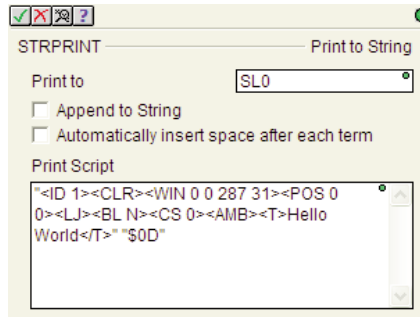 STRPRINT Print to String
Print to SL0
Append to String
Automatically insert space after each term
Print Script
"<ID 1><CLR><WIN 0 0 287 31><POS 0
0><LJ><BL N><CS 0><AMB><T>Hello
World</T>" "$0D"